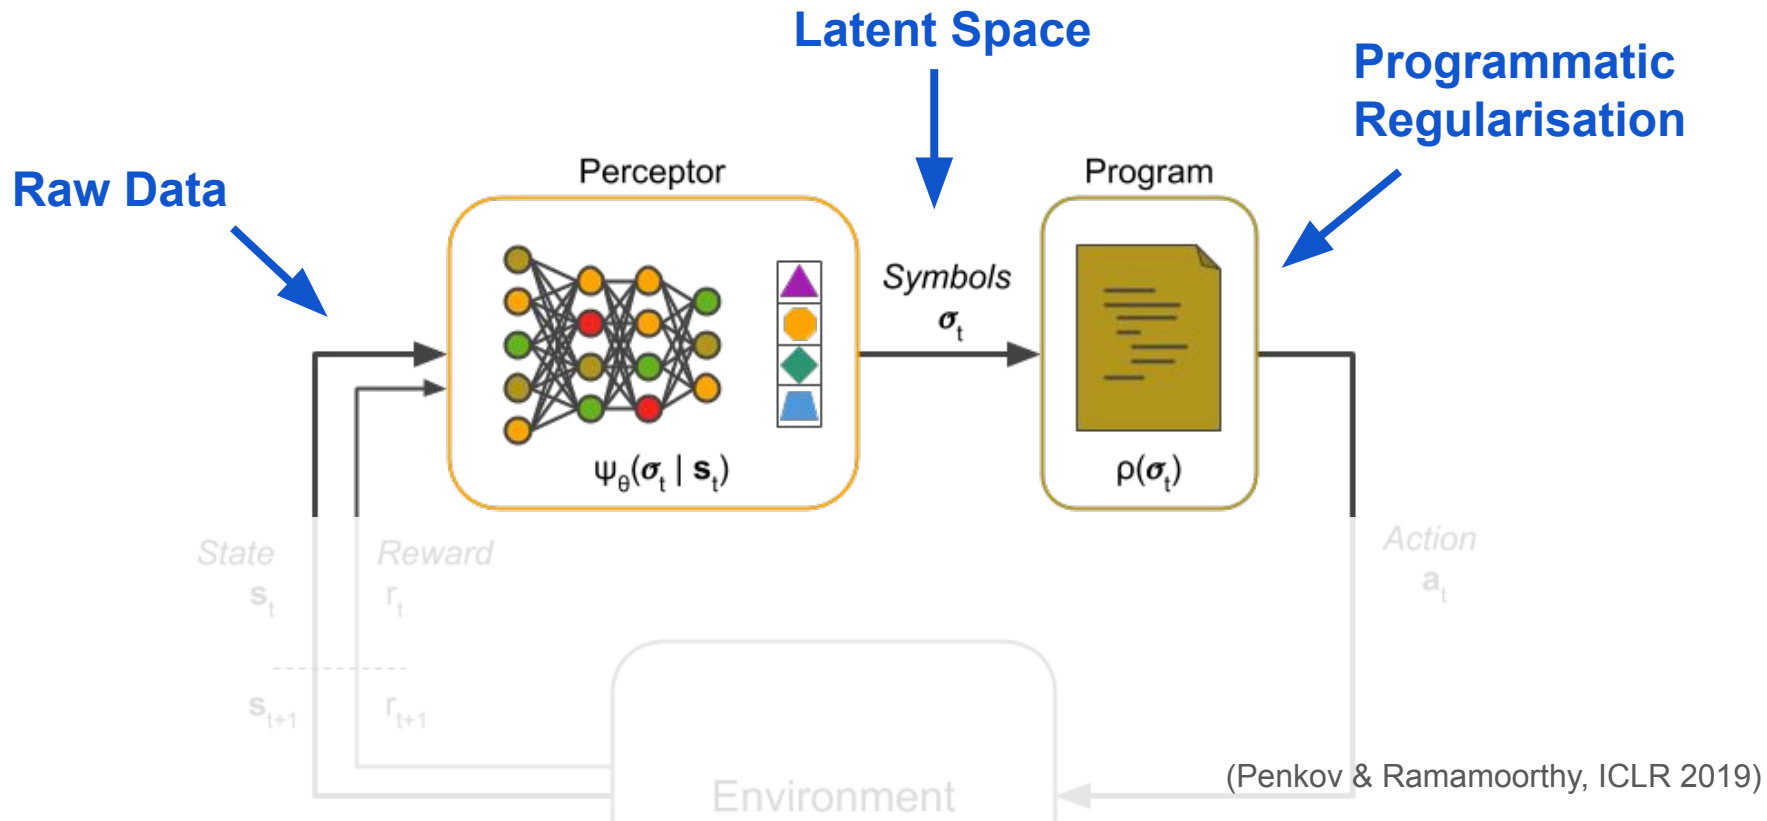 Latent Space
Programmatic
Regularisation
Raw Data
Perceptor
Program
Symbols
σt
ψθ(σt | st)
ρ(σt)
State
Reward
st
rt
Action
at
st+1
rt+1
Environment
(Penkov & Ramamoorthy, ICLR 2019)